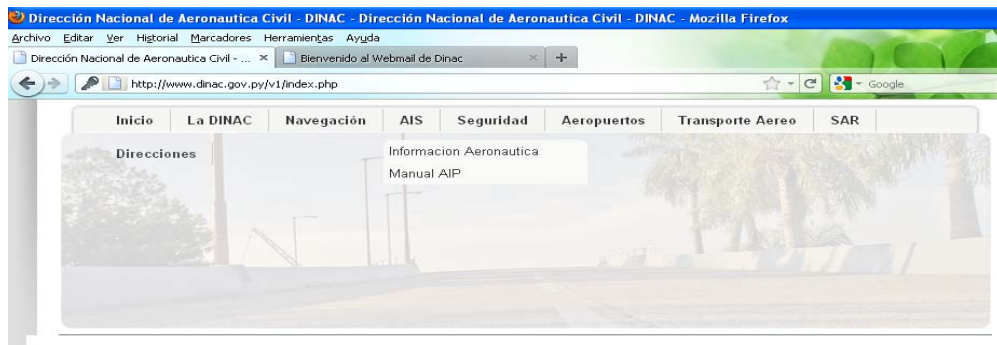 Dirección Nacional de Aeronautica Civil - DINAC - Dirección Nacional de Aeronautica Civil - DINAC - Mozilla Firefox
Archivo Editar Ver Historial Marcadores Herramientas Ayuda
Dirección Nacional de Aeronautica Civil - ... × Bienvenido al Webmail de Dinac × +
http://www.dinac.gov.py/v1/index.php Google
Inicio La DINAC Navegación AIS Seguridad Aeropuertos Transporte Aereo SAR
Direcciones Informacion Aeronautica
Manual AIP